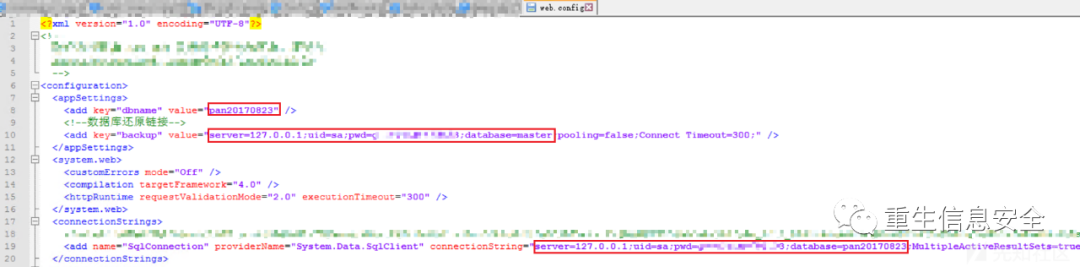 web.config
1 <?xml version="1.0" encoding="UTF-8"?>
2 <!--
3
4
5 -->
6 <configuration>
7 <appSettings>
8 <add key="dbname" value="pan20170823" />
9 <!--数据库还原链接-->
10 <add key="backup" value="server=127.0.0.1;uid=sa;pwd= ;database=master pooling=false;Connect Timeout=300;" />
11 </appSettings>
12 <system.web>
13 <customErrors mode="Off" />
14 <compilation targetFramework="4.0" />
15 <httpRuntime requestValidationMode="2.0" executionTimeout="300" />
16 </system.web>
17 <connectionStrings>
18
19 <add name="SqlConnection" providerName="System.Data.SqlClient" connectionString="server=127.0.0.1;uid=sa;pwd= ;database=pan20170823;MultipleActiveResultSets=true
20 </connectionStrings>
重生信息安全